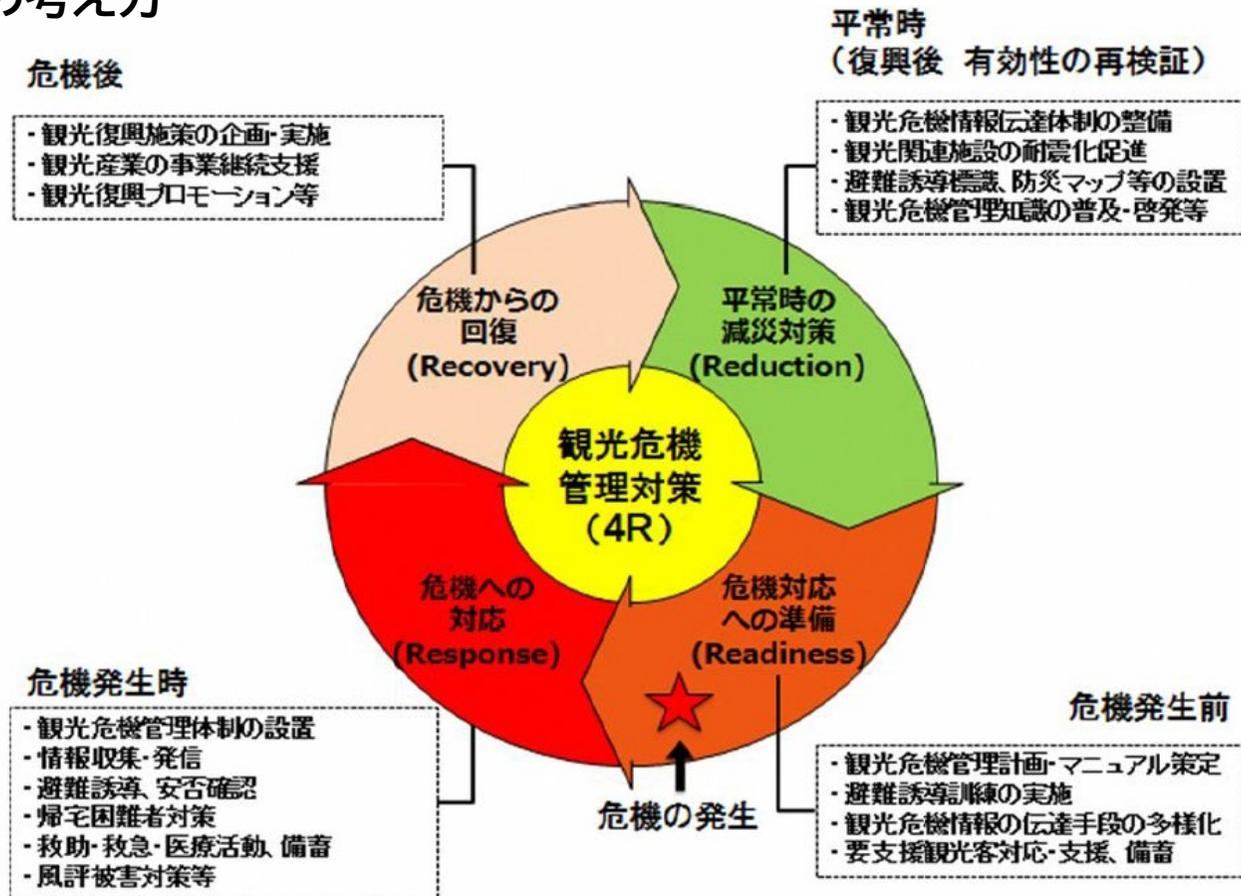 の考え方
危機後
・観光復興施策の企画・実施
・観光産業の事業継続支援
・観光復興プロモーション等
平常時
（復興後 有効性の再検証）
・観光危機情報伝達体制の整備
・観光関連施設の耐震化促進
・避難誘導標識、防災マップ等の設置
・観光危機管理知識の普及・啓発等
危機からの
回復
(Recovery)
平常時の
減災対策
(Reduction)
観光危機
管理対策
（4R）
危機への
対応
(Response)
危機対応
への準備
(Readiness)
危機の発生
危機発生時
・観光危機管理体制の設置
・情報収集・発信
・避難誘導、安否確認
・帰宅困難者対策
・救助・救急・医療活動、備蓄
・風評被害対策等
危機発生前
・観光危機管理計画・マニュアル策定
・避難誘導訓練の実施
・観光危機情報の伝達手段の多様化
・要支援観光客対応・支援、備蓄